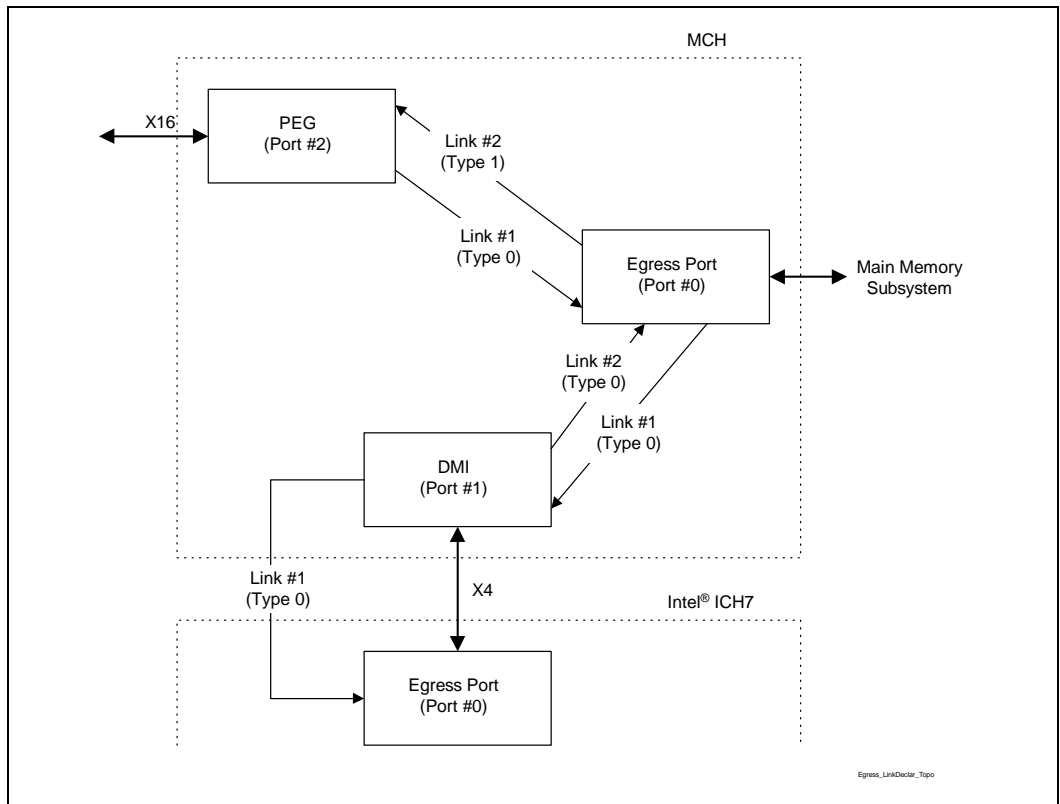 MCH
X16
PEG
(Port #2)
Link #2
(Type 1)
Link #1
(Type 0)
Egress Port
(Port #0)
Main Memory
Subsystem
Link #2
(Type 0)
Link #1
(Type 0)
DMI
(Port #1)
Link #1
(Type 0)
X4
Intel® ICH7
Egress Port
(Port #0)
Egress_LinkDeclar_Topo